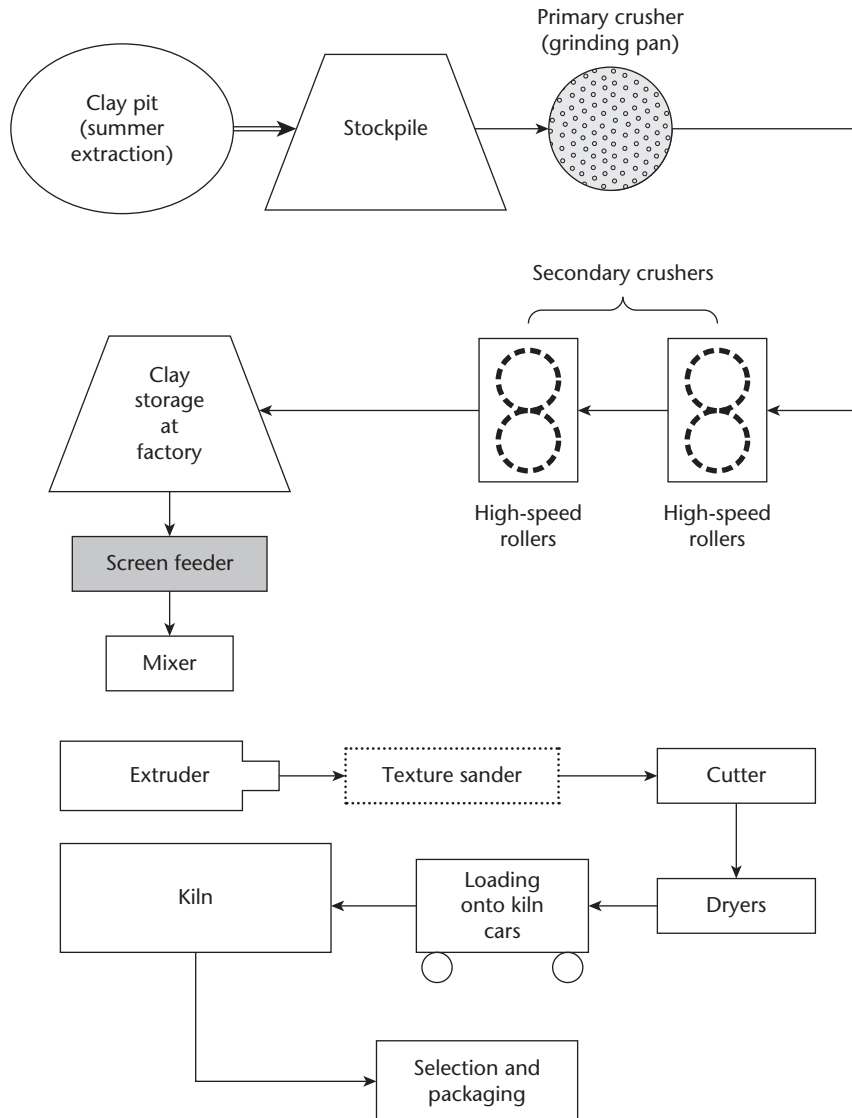 Primary crusher
(grinding pan)
Clay pit
(summer
extraction)
Stockpile
Secondary crushers
Clay
storage
at
factory
High-speed
rollers
High-speed
rollers
Screen feeder
Mixer
Extruder
Texture sander
Cutter
Kiln
Loading
onto kiln
cars
Dryers
Selection and
packaging